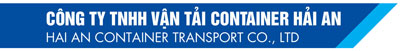 CÔNG TY TNHH VẬN TẢI CONTAINER HẢI AN
HAI AN CONTAINER TRANSPORT CO., LTD